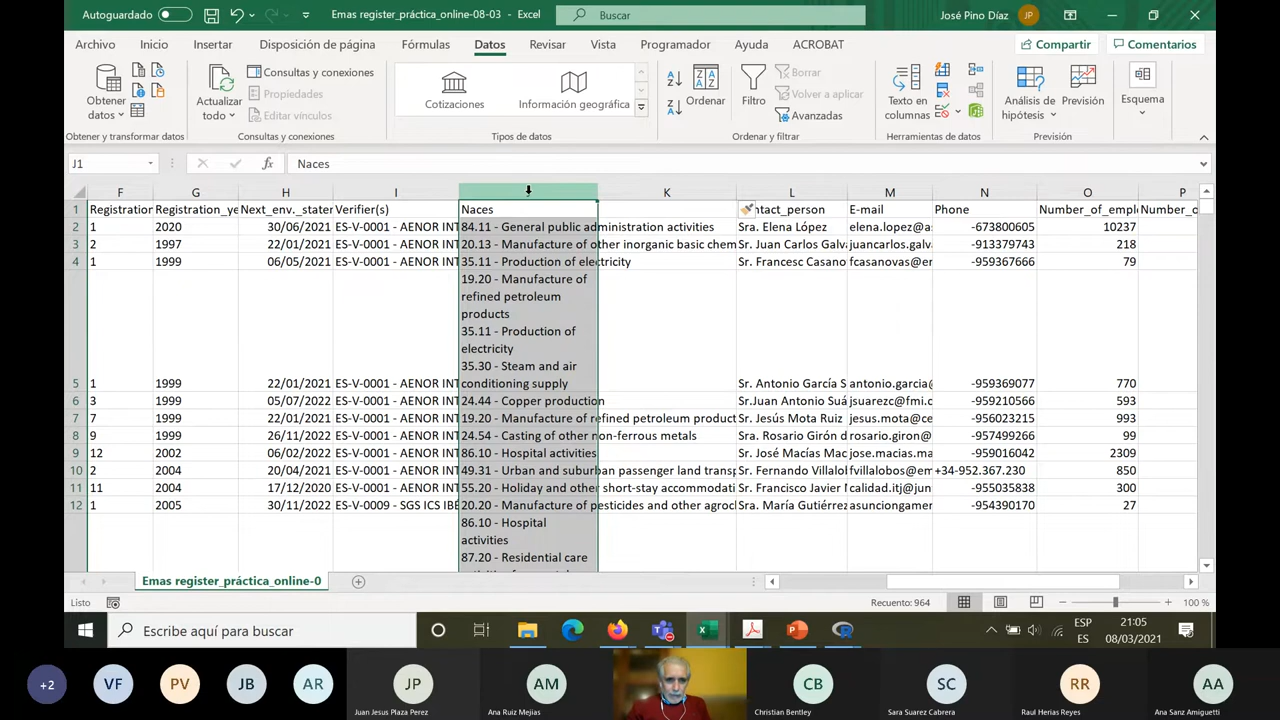 Autoguardado
Emas register_práctica_online-08-03 - Excel
Buscar
José Pino Díaz
JP
Archivo Inicio Insertar Disposición de página Fórmulas Datos Revisar Vista Programador Ayuda ACROBAT
Compartir Comentarios
Obtener datos
Obtener y transformar datos
Actualizar todo
Consultas y conexiones
Propiedades
Editar vínculos
Consultas y conexiones
Cotizaciones
Información geográfica
Tipos de datos
Ordenar
Filtro
Borrar
Volver a aplicar
Avanzadas
Ordenar y filtrar
Texto en columnas
Herramientas de datos
Análisis de hipótesis
Previsión
Previsión
Esquema
J1
fx
Naces
F G H I K L M N O P
1 Registration Registration_ye Next_env._staten Verifier(s) Naces ntact_person E-mail Phone Number_of_emplo Number_o
2 1 2020 30/06/2021 ES-V-0001 - AENOR INT 84.11 - General public administration activities Sra. Elena López elena.lopez@a -673800605 10237
3 2 1997 22/01/2021 ES-V-0001 - AENOR INT 20.13 - Manufacture of other inorganic basic chem Sr. Juan Carlos Galv juancarlos.galv -913379743 218
4 1 1999 06/05/2021 ES-V-0001 - AENOR INT 35.11 - Production of electricity Sr. Francesc Casano fcasanovas@er -959367666 79
19.20 - Manufacture of
refined petroleum
products
35.11 - Production of
electricity
35.30 - Steam and air
5 1 1999 22/01/2021 ES-V-0001 - AENOR INT conditioning supply Sr. Antonio García S antonio.garcia@ -959369077 770
6 3 1999 05/07/2022 ES-V-0001 - AENOR INT 24.44 - Copper production Sr.Juan Antonio Suá jsuarezc@fmi.c -959210566 593
7 7 1999 22/01/2021 ES-V-0001 - AENOR INT 19.20 - Manufacture of refined petroleum product Sr. Jesús Mota Ruiz jesus.mota@ce -956023215 993
8 9 1999 26/11/2022 ES-V-0001 - AENOR INT 24.54 - Casting of other non-ferrous metals Sra. Rosario Girón d rosario.giron@ -957499266 99
9 12 2002 06/02/2022 ES-V-0001 - AENOR INT 86.10 - Hospital activities Sr. José Macías Mac jose.macias.ma -959016042 2309
10 2 2004 20/04/2021 ES-V-0001 - AENOR INT 49.31 - Urban and suburban passenger land transp Sr. Fernando Villalol fvillalobos@em +34-952.367.230 850
11 11 2004 17/12/2020 ES-V-0001 - AENOR INT 55.20 - Holiday and other short-stay accommodati Sr. Francisco Javier calidad.itj@jun -955035838 300
12 1 2005 30/11/2022 ES-V-0009 - SGS ICS IBE 20.20 - Manufacture of pesticides and other agroc Sra. María Gutiérrez asunciongamer -954390170 27
86.10 - Hospital
activities
87.20 - Residential care
Emas register_práctica_online-0
Listo
Recuento: 964
100 %
Escribe aquí para buscar
ESP
ES
21:05
08/03/2021
+2 VF PV JB AR JP AM CB SC RR AA
Juan Jesus Plaza Perez Ana Ruiz Mejias Christian Bentley Sara Suarez Cabrera Raul Herias Reyes Ana Sanz Amiguetti